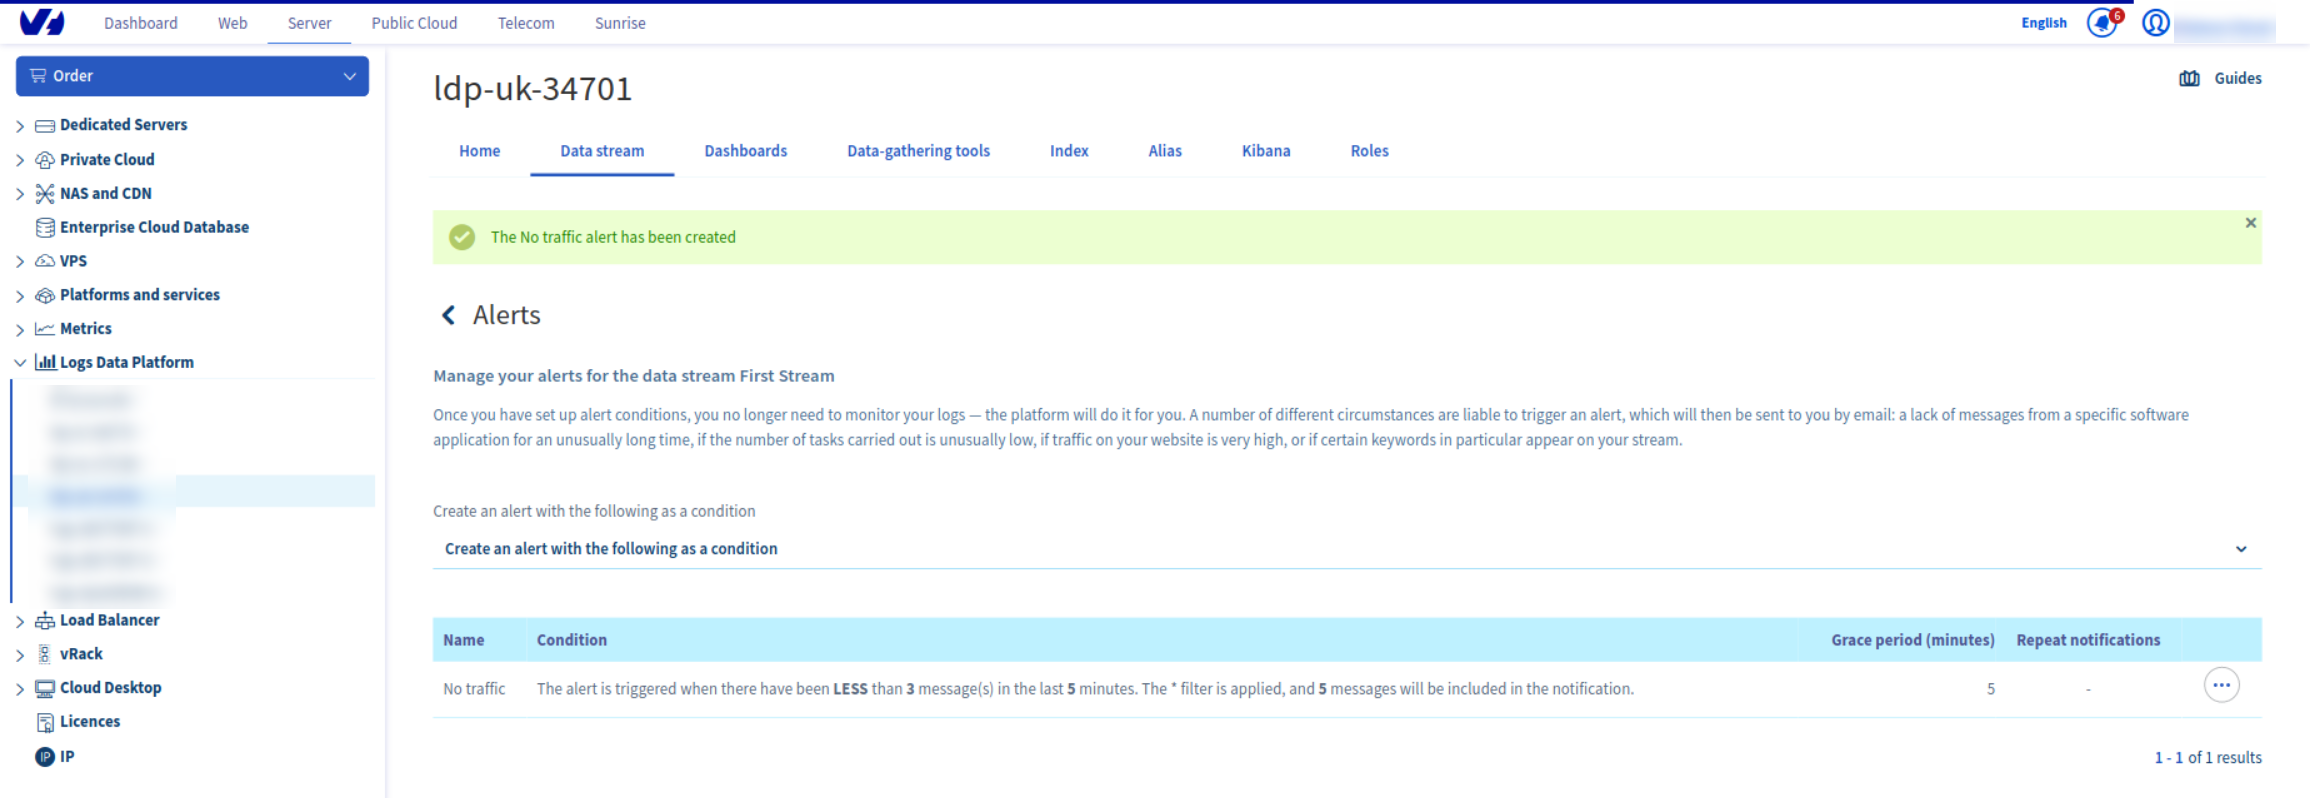 Dashboard Web Server Public Cloud Telecom Sunrise English 6
Order
Dedicated Servers
Private Cloud
NAS and CDN
Enterprise Cloud Database
VPS
Platforms and services
Metrics
Logs Data Platform
Load Balancer
vRack
Cloud Desktop
Licences
IP IP
ldp-uk-34701
Guides
Home Data stream Dashboards Data-gathering tools Index Alias Kibana Roles
The No traffic alert has been created
Alerts
Manage your alerts for the data stream First Stream
Once you have set up alert conditions, you no longer need to monitor your logs — the platform will do it for you. A number of different circumstances are liable to trigger an alert, which will then be sent to you by email: a lack of messages from a specific software
application for an unusually long time, if the number of tasks carried out is unusually low, if traffic on your website is very high, or if certain keywords in particular appear on your stream.
Create an alert with the following as a condition
Create an alert with the following as a condition
Name Condition Grace period (minutes) Repeat notifications
No traffic The alert is triggered when there have been LESS than 3 message(s) in the last 5 minutes. The * filter is applied, and 5 messages will be included in the notification. 5 -
1 - 1 of 1 results